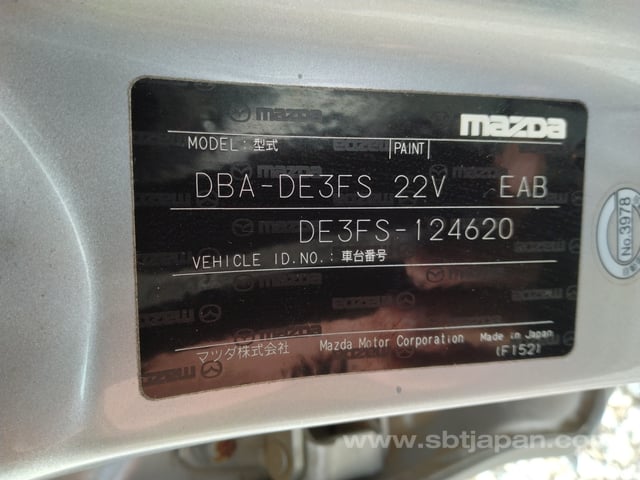 mazda
MODEL: 型式 PAINT
DBA-DE3FS 22V EAB
DE3FS-124620
VEHICLE ID.NO.: 車台番号
マツダ株式会社 Mazda Motor Corporation Made in Japan
(F152)
No.3978
www.sbtjapan.com